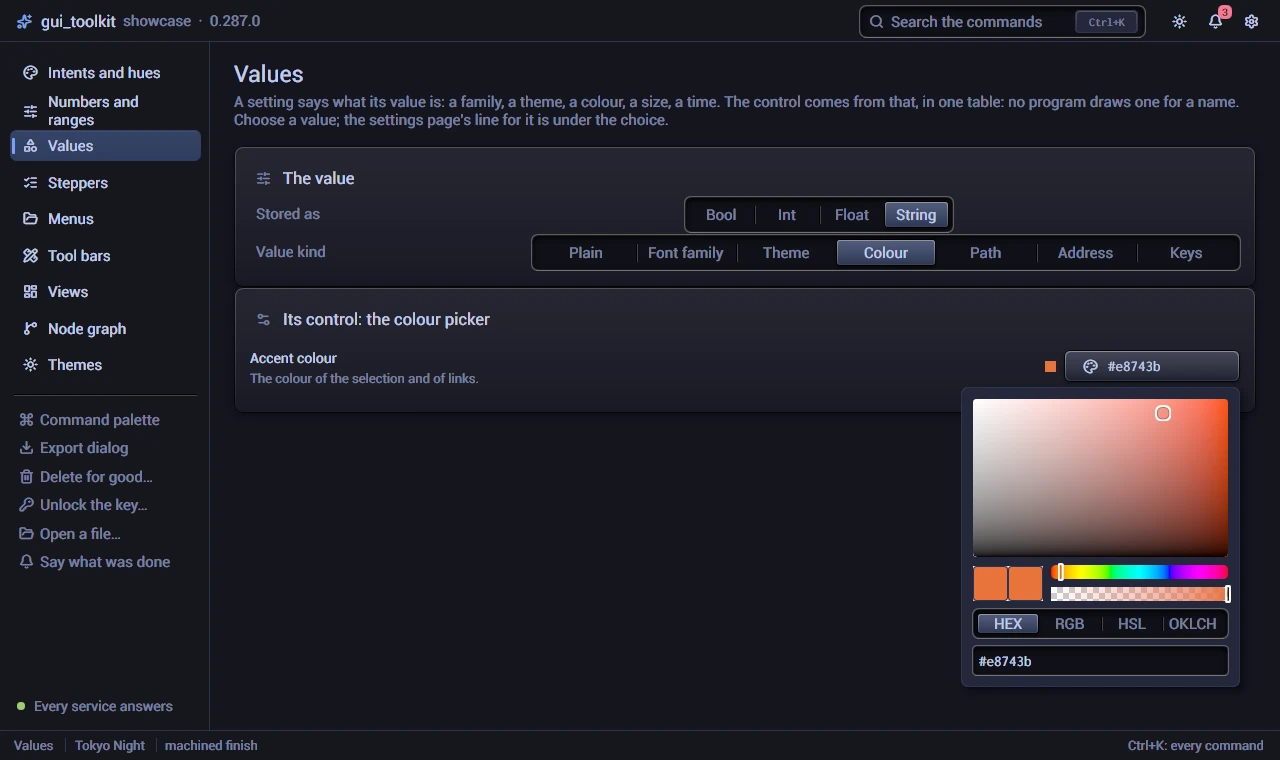 gui_toolkit showcase · 0.287.0
Search the commands
Ctrl+K
3
Intents and hues
Numbers and
ranges
Values
Steppers
Menus
Tool bars
Views
Node graph
Themes
Command palette
Export dialog
Delete for good...
Unlock the key...
Open a file...
Say what was done
Every service answers
Values
A setting says what its value is: a family, a theme, a colour, a size, a time. The control comes from that, in one table: no program draws one for a name.
Choose a value; the settings page's line for it is under the choice.
The value
Stored as
Bool Int Float String
Value kind
Plain Font family Theme Colour Path Address Keys
Its control: the colour picker
Accent colour
The colour of the selection and of links.
#e8743b
HEX RGB HSL OKLCH
#e8743b
Values Tokyo Night machined finish
Ctrl+K: every command